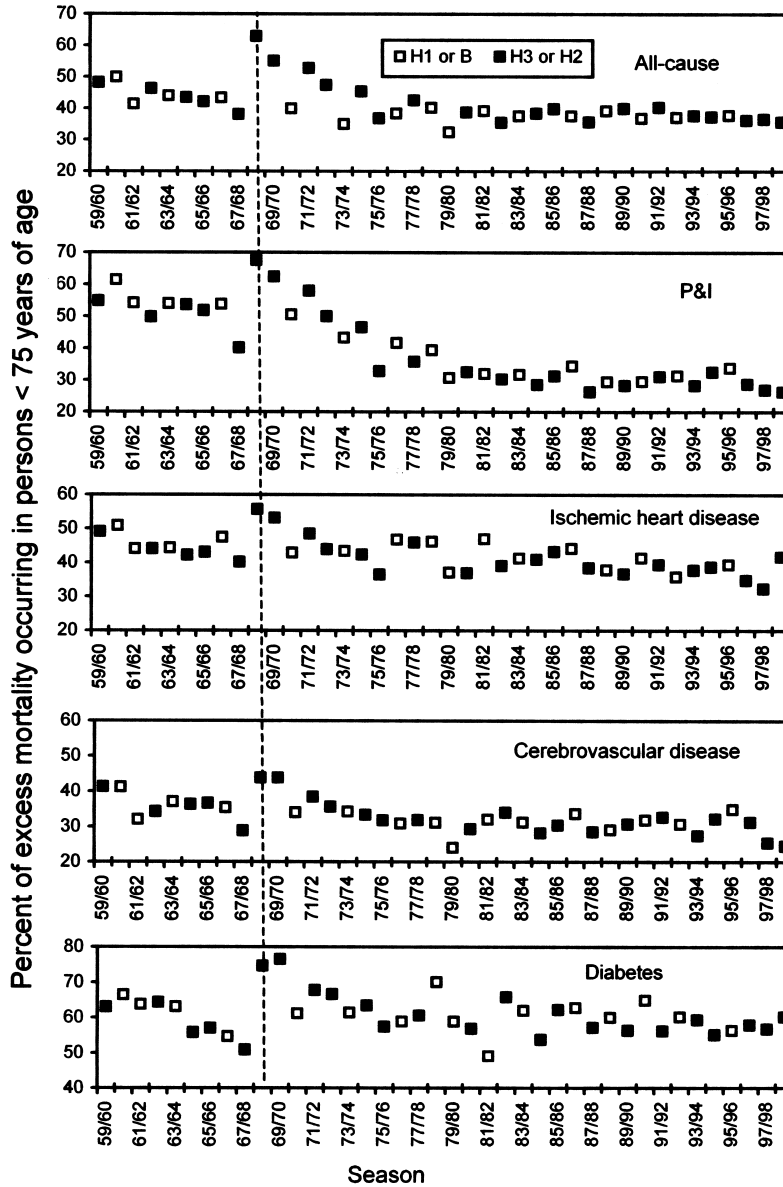 Percent of excess mortality occurring in persons < 75 years of age
70
60
50
40
30
20
H1 or B H3 or H2
All-cause
59/60 61/62 63/64 65/66 67/68 69/70 71/72 73/74 75/76 77/78 79/80 81/82 83/84 85/86 87/88 89/90 91/92 93/94 95/96 97/98
70
60
50
40
30
20
P&I
59/60 61/62 63/64 65/66 67/68 69/70 71/72 73/74 75/76 77/78 79/80 81/82 83/84 85/86 87/88 89/90 91/92 93/94 95/96 97/98
60
50
40
30
20
Ischemic heart disease
59/60 61/62 63/64 65/66 67/68 69/70 71/72 73/74 75/76 77/78 79/80 81/82 83/84 85/86 87/88 89/90 91/92 93/94 95/96 97/98
60
50
40
30
20
Cerebrovascular disease
59/60 61/62 63/64 65/66 67/68 69/70 71/72 73/74 75/76 77/78 79/80 81/82 83/84 85/86 87/88 89/90 91/92 93/94 95/96 97/98
80
70
60
50
40
Diabetes
59/60 61/62 63/64 65/66 67/68 69/70 71/72 73/74 75/76 77/78 79/80 81/82 83/84 85/86 87/88 89/90 91/92 93/94 95/96 97/98
Season